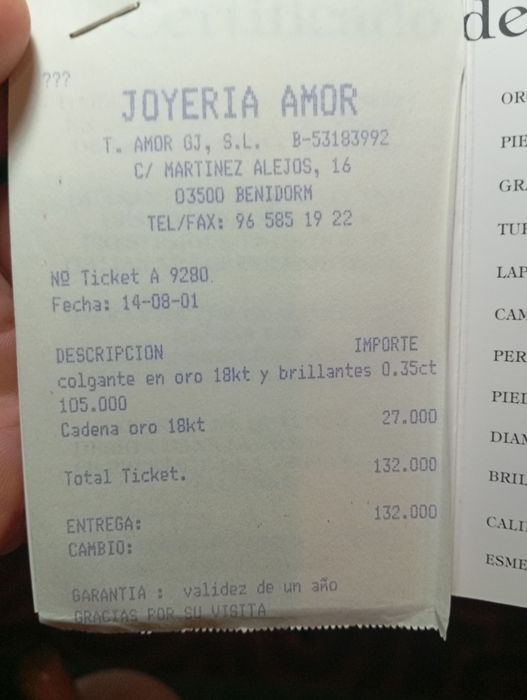 de
???
JOYERIA AMOR
T. AMOR GJ, S.L. B-53183992
C/ MARTINEZ ALEJOS, 16
03500 BENIDORM
TEL/FAX: 96 585 19 22
Nº Ticket A 9280.
Fecha: 14-08-01
DESCRIPCION IMPORTE
colgante en oro 18kt y brillantes 0.35ct
105.000
Cadena oro 18kt 27.000
Total Ticket. 132.000
ENTREGA: 132.000
CAMBIO:
GARANTIA : validez de un año
GRACIAS POR SU VISITA
OR
PIE
GR
TU
LAP
CAM
PER
PIED
DIAM
BRIL
CALI
ESME